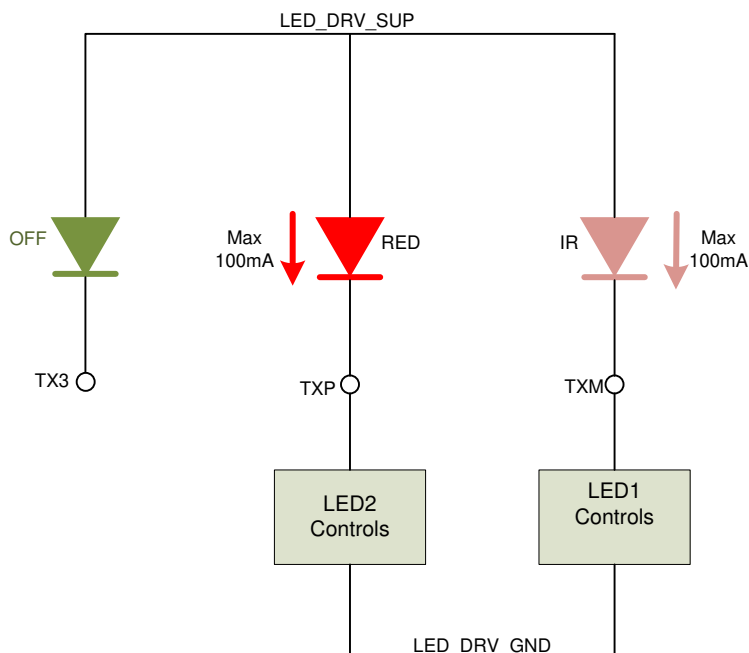 LED_DRV_SUP
OFF
Max
100mA
RED
IR
Max
100mA
TX3
TXP
TXM
LED2
Controls
LED1
Controls
LED_DRV_GND